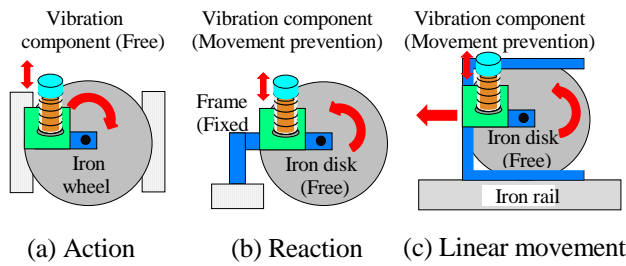 Vibration component (Free)
Iron wheel
(a) Action
Vibration component (Movement prevention)
Frame (Fixed
Iron disk (Free)
(b) Reaction
Vibration component (Movement prevention)
Iron disk (Free)
Iron rail
(c) Linear movement